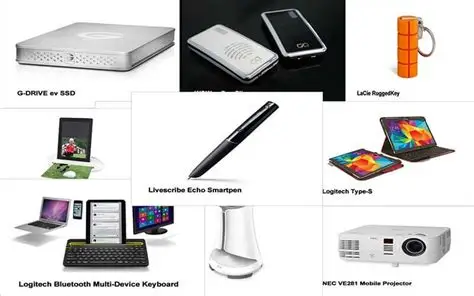 G-DRIVE ev SSD
LaCie RuggedKey
Livescribe Echo Smartpen
Logitech Type-S
Logitech Bluetooth Multi-Device Keyboard
NEC VE281 Mobile Projector